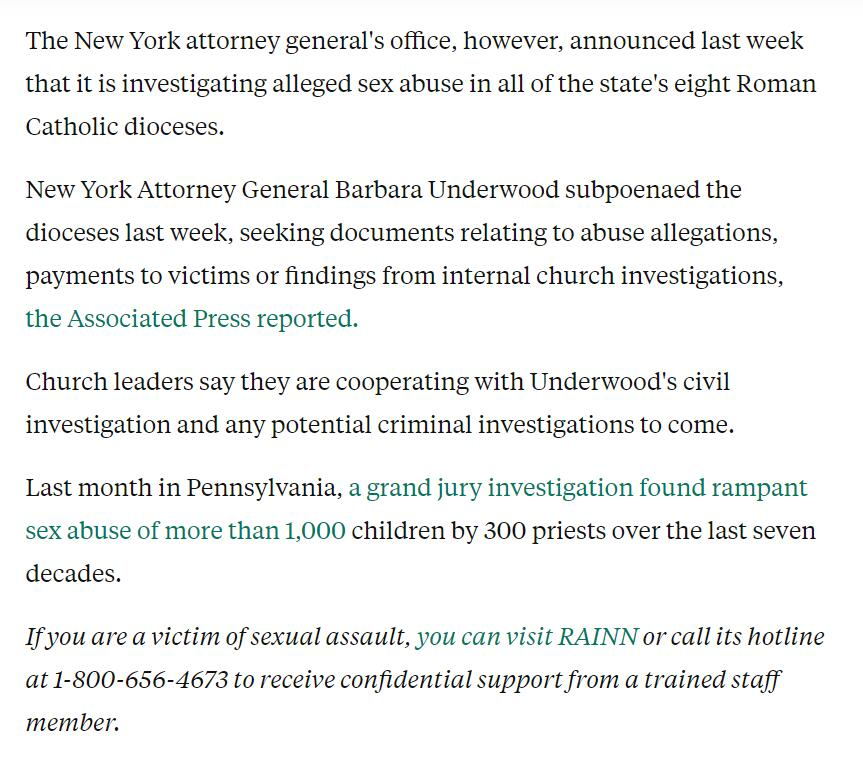 The New York attorney general's office, however, announced last week
that it is investigating alleged sex abuse in all of the state's eight Roman
Catholic dioceses.
New York Attorney General Barbara Underwood subpoenaed the
dioceses last week, seeking documents relating to abuse allegations,
payments to victims or findings from internal church investigations,
the Associated Press reported.
Church leaders say they are cooperating with Underwood's civil
investigation and any potential criminal investigations to come.
Last month in Pennsylvania, a grand jury investigation found rampant
sex abuse of more than 1,000 children by 300 priests over the last seven
decades.
If you are a victim of sexual assault, you can visit RAINN or call its hotline
at 1-800-656-4673 to receive confidential support from a trained staff
member.